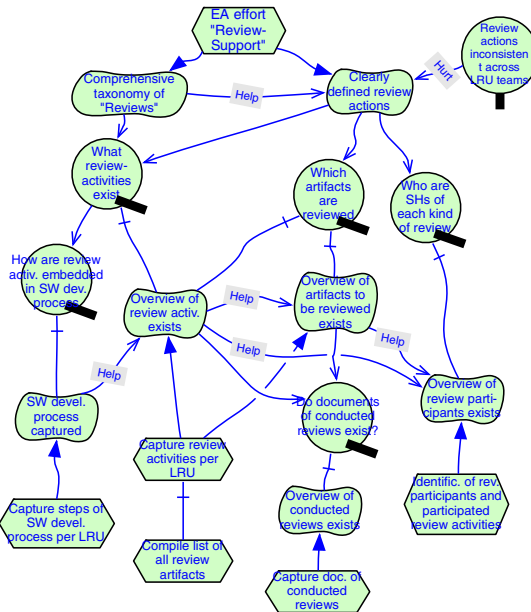 EA effort
"Review-
Support"
Review
actions
inconsisten
t across
LRU teams
Hurt
Comprehensive
taxonomy of
"Reviews"
Help
Clearly
defined review
actions
What
review-
activities
exist
Which
artifacts
are
reviewed
Who are
SHs of
each kind
of review
How are review
activ. embedded
in SW dev.
process
Overview of
review activ.
exists
Help
Overview of
artifacts to
be reviewed
exists
Help
Help
Help
SW devel.
process
captured
Do documents
of conducted
reviews exist?
Overview of
review parti-
cipants exists
Capture review
activities per
LRU
Capture steps of
SW devel.
process per LRU
Overview of
conducted
reviews exists
Identific. of rev.
participants and
participated
review activities
Compile list of
all review
artifacts
Capture doc. of
conducted
reviews